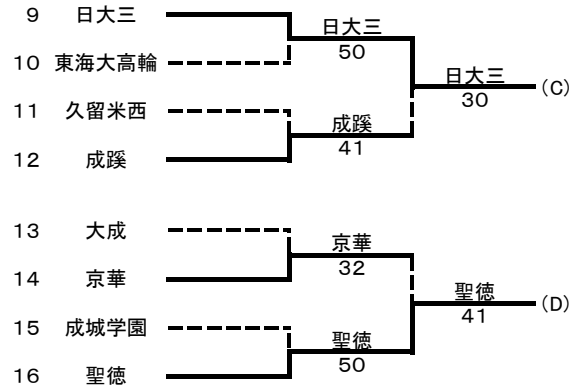 9 日大三
日大三
50
10 東海大高輪
日大三
30
(C)
11 久留米西
成蹊
41
12 成蹊
13 大成
京華
32
14 京華
聖徳
41
(D)
15 成城学園
聖徳
50
16 聖徳